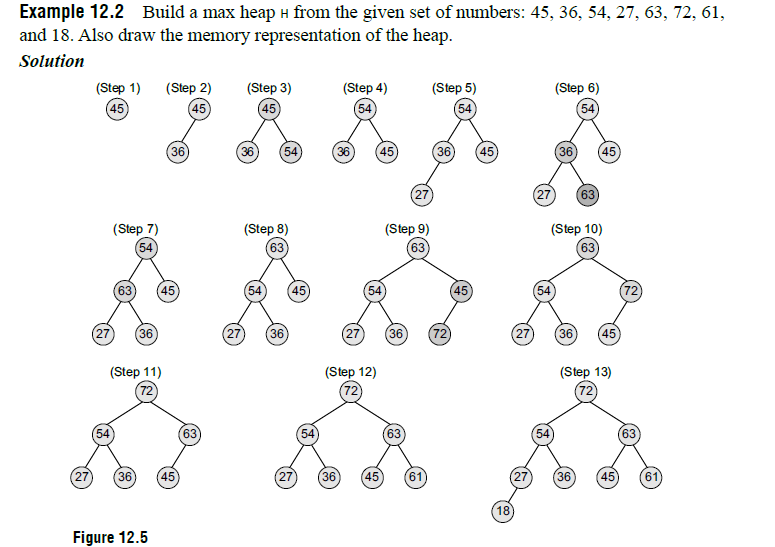 Example 12.2 Build a max heap H from the given set of numbers: 45, 36, 54, 27, 63, 72, 61,
and 18. Also draw the memory representation of the heap.
Solution
(Step 1) (Step 2) (Step 3) (Step 4) (Step 5) (Step 6)
45 45 45 54 54 54
36 36 54 36 45 36 45 36 45
27 27 63
(Step 7) (Step 8) (Step 9) (Step 10)
54 63 63 63
63 45 54 45 54 45 54 72
27 36 27 36 27 36 72 27 36 45
(Step 11) (Step 12) (Step 13)
72 72 72
54 63 54 63 54 63
27 36 45 27 36 45 61 27 36 45 61
18
Figure 12.5